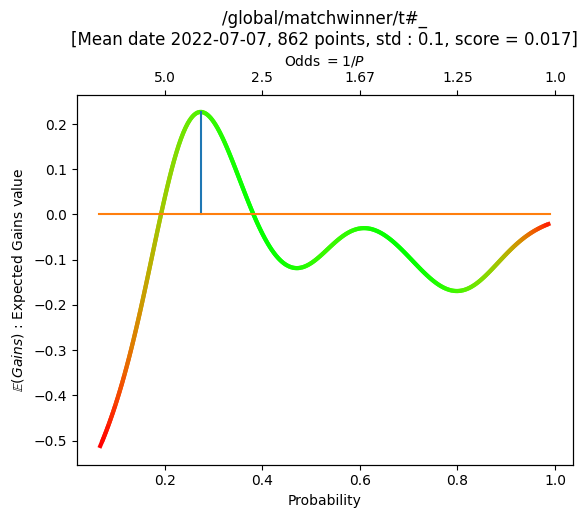 /global/matchwinner/t#_
[Mean date 2022-07-07, 862 points, std : 0.1, score = 0.017]
Odds = 1/P
5.0 2.5 1.67 1.25 1.0
0.2
0.1
0.0
−0.1
−0.2
−0.3
−0.4
−0.5
𝔼(Gains) : Expected Gains value
0.2 0.4 0.6 0.8 1.0
Probability